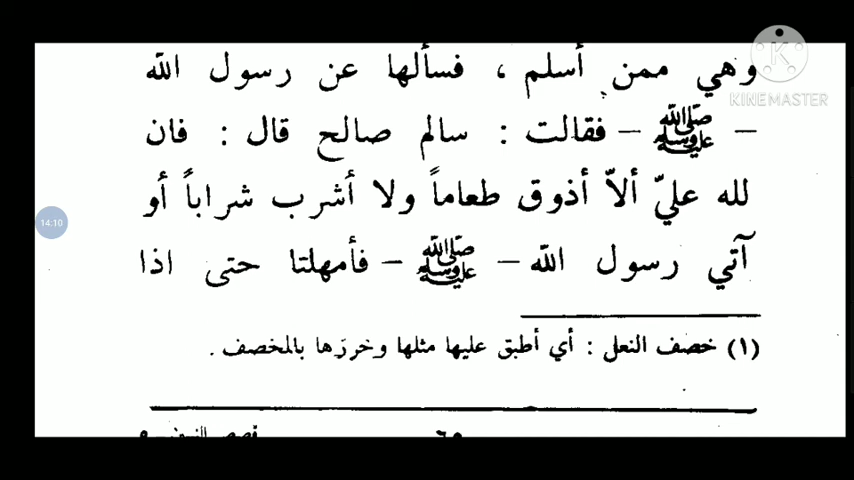 KINEMASTER
وهي ممن أسلم ، فسألها عن رسول الله
– ﷺ – فقالت : سالم صالح قال : فان
14:10
لله عليّ ألاّ أذوق طعاماً ولا أشرب شراباً أو
آتي رسول الله – ﷺ – فأمهلتا حتى اذا
(١) خصف النعل : أي أطبق عليها مثلها وخرزها بالمخصف .